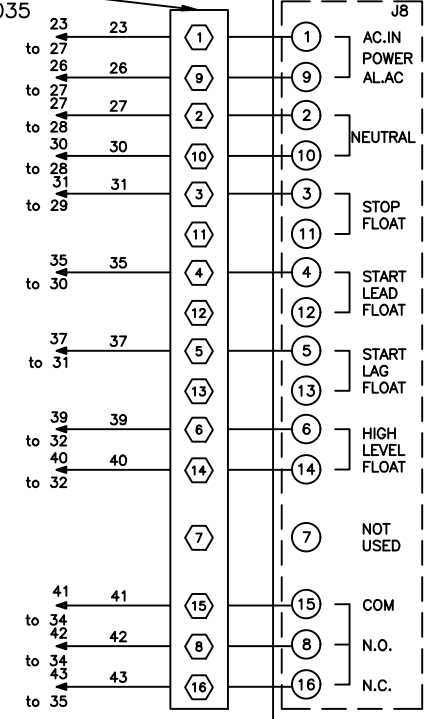 035
J8
23 23 1 1 AC.IN
to 27 POWER
26 26 9 9 AL.AC
to 27
27 27 2 2
to 28 NEUTRAL
30 30 10 10
to 28
31 31 3 3
to 29 STOP
11 11 FLOAT
35 35 4 4
to 30 START
LEAD
12 12 FLOAT
37 37 5 5
to 31 START
LAG
13 13 FLOAT
39 39 6 6
to 32 HIGH
LEVEL
40 40 14 14 FLOAT
to 32
7 7 NOT
USED
41 41 15 15 COM
to 34
42 42 8 8 N.O.
to 34
43 43 16 16 N.C.
to 35